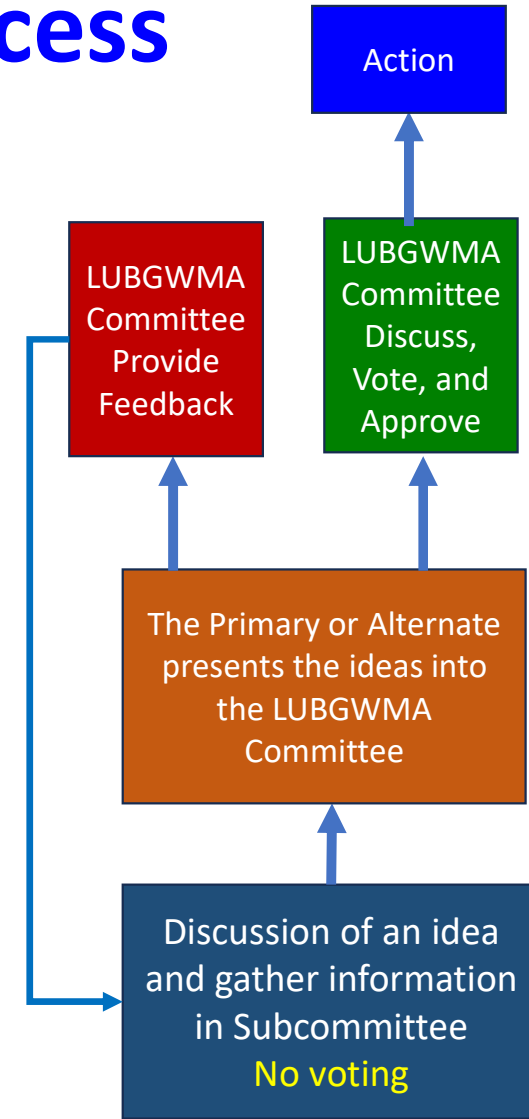 cess
Action
LUBGWMA
Committee
Provide
Feedback
LUBGWMA
Committee
Discuss,
Vote, and
Approve
The Primary or Alternate
presents the ideas into
the LUBGWMA
Committee
Discussion of an idea
and gather information
in Subcommittee
No voting